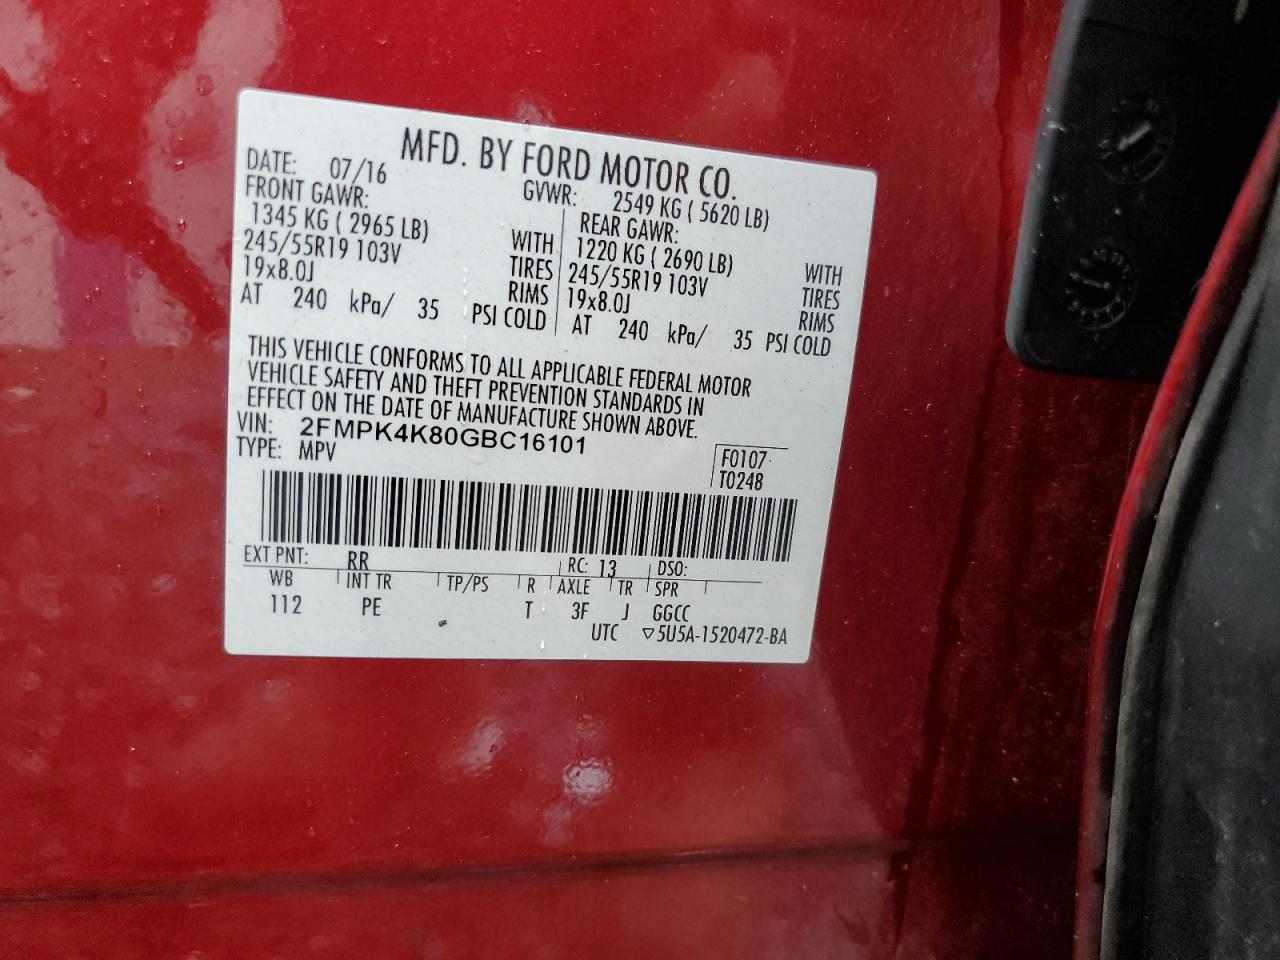 MFD. BY FORD MOTOR CO.
DATE: 07/16 GVWR: 2549 KG ( 5620 LB)
FRONT GAWR: REAR GAWR:
1345 KG ( 2965 LB) WITH 1220 KG ( 2690 LB) WITH
245/55R19 103V TIRES 245/55R19 103V TIRES
19x8.0J RIMS 19x8.0J RIMS
AT 240 kPa/ 35 PSI COLD AT 240 kPa/ 35 PSI COLD
THIS VEHICLE CONFORMS TO ALL APPLICABLE FEDERAL MOTOR
VEHICLE SAFETY AND THEFT PREVENTION STANDARDS IN
EFFECT ON THE DATE OF MANUFACTURE SHOWN ABOVE.
VIN: 2FMPK4K80GBC16101
TYPE: MPV
F0107
T0248
EXT PNT: RR RC: 13 DSO:
WB INT TR TP/PS R AXLE TR SPR
112 PE T 3F J GGCC
UTC ▽5U5A-1520472-BA